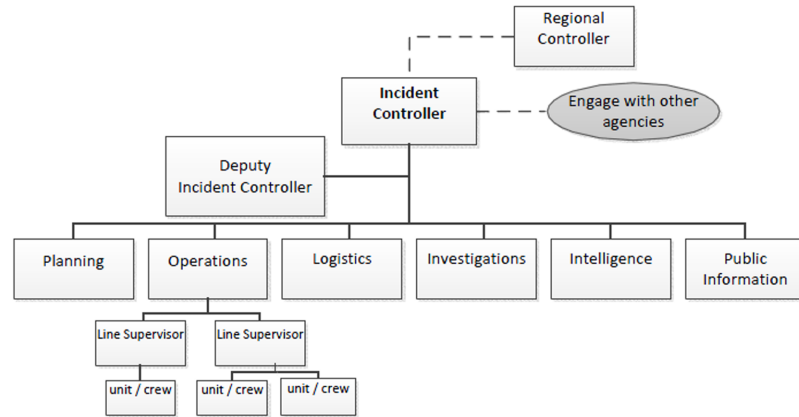 Regional
Controller
Incident
Controller
Engage with other
agencies
Deputy
Incident Controller
Planning
Operations
Logistics
Investigations
Intelligence
Public
Information
Line Supervisor
Line Supervisor
unit / crew
unit / crew
unit / crew